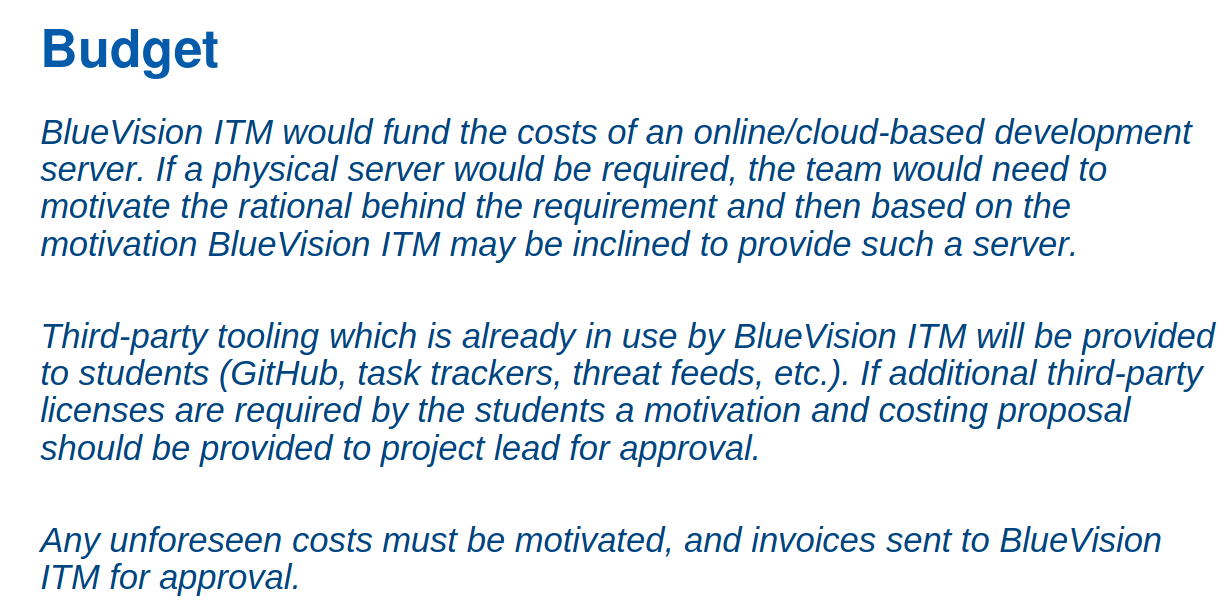 Budget
BlueVision ITM would fund the costs of an online/cloud-based development
server. If a physical server would be required, the team would need to
motivate the rational behind the requirement and then based on the
motivation BlueVision ITM may be inclined to provide such a server.
Third-party tooling which is already in use by BlueVision ITM will be provided
to students (GitHub, task trackers, threat feeds, etc.). If additional third-party
licenses are required by the students a motivation and costing proposal
should be provided to project lead for approval.
Any unforeseen costs must be motivated, and invoices sent to BlueVision
ITM for approval.